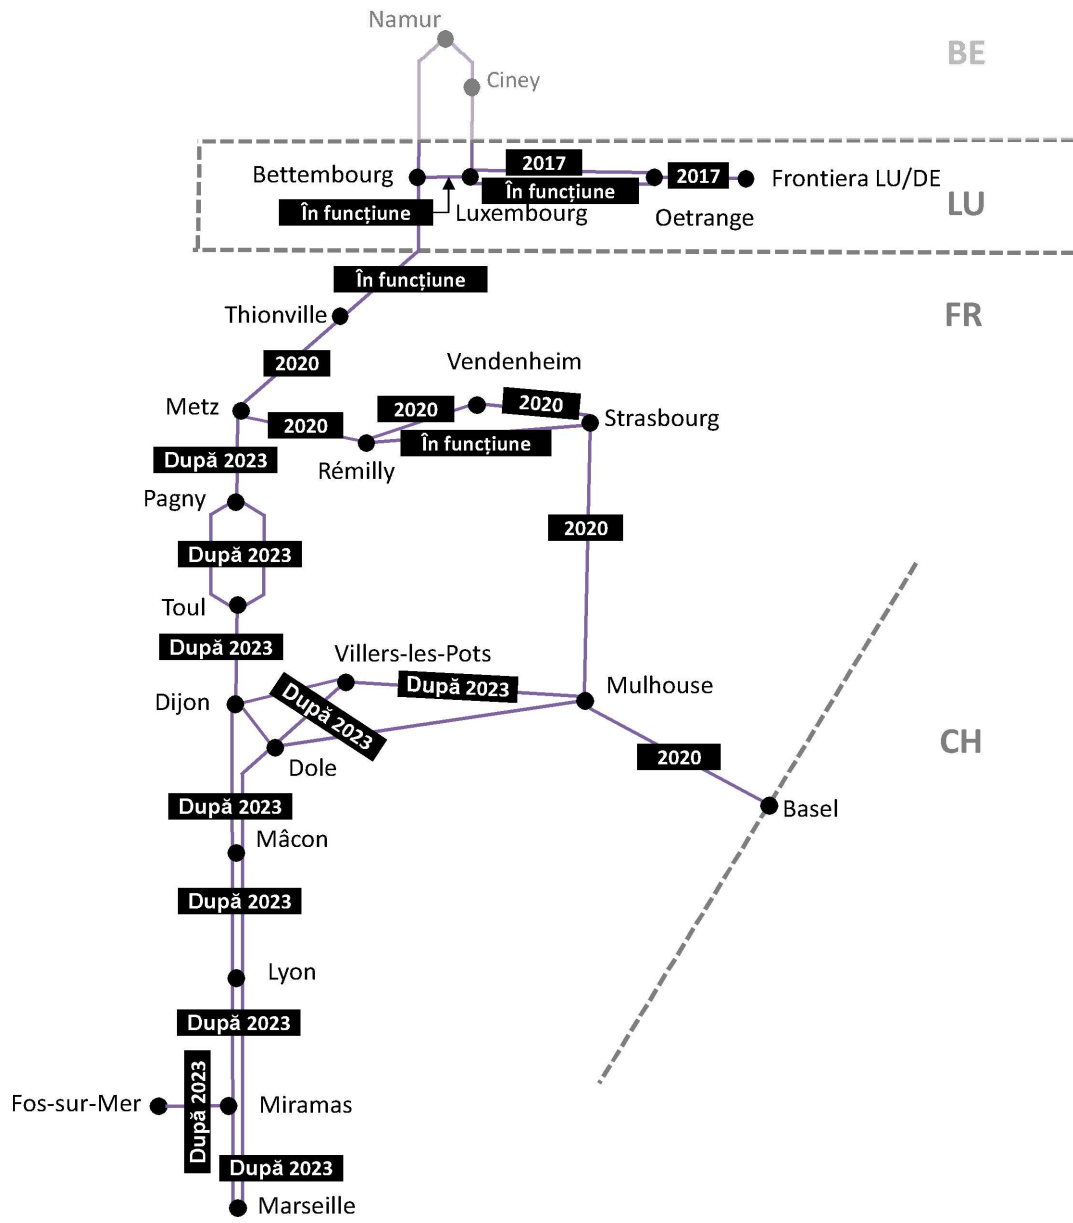 Namur
BE
Ciney
2017
Bettembourg
2017
Frontiera LU/DE
În funcțiune
În funcțiune
Luxembourg
Oetrange
LU
În funcțiune
Thionville
FR
2020
Vendenheim
Metz
2020
2020
2020
Strasbourg
După 2023
Rémilly
În funcțiune
Pagny
2020
După 2023
Toul
După 2023
Villers-les-Pots
După 2023
Mulhouse
Dijon
După 2023
CH
Dole
2020
După 2023
Basel
Mâcon
După 2023
Lyon
După 2023
Fos-sur-Mer
După 2023
Miramas
După 2023
Marseille